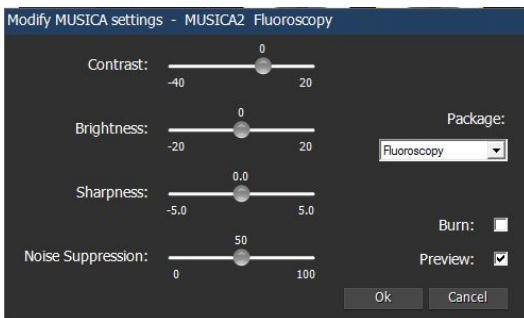 Modify MUSICA settings - MUSICA2 Fluoroscopy
0
Contrast:
-40 20
0
Brightness:
-20 20
Package:
Fluoroscopy
0.0
Sharpness:
-5.0 5.0
Burn:
50
Noise Suppression:
0 100
Preview:
Ok Cancel